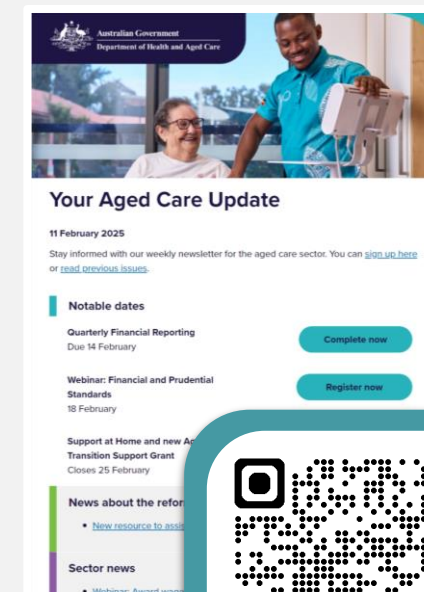 Australian Government
Department of Health and Aged Care
Your Aged Care Update
11 February 2025
Stay informed with our weekly newsletter for the aged care sector. You can sign up here
or read previous issues.
Notable dates
Quarterly Financial Reporting
Due 14 February
Complete now
Webinar: Financial and Prudential
Standards
18 February
Register now
Support at Home and new
Transition Support Grant
Closes 25 February
News about the
New resource to
Sector news
Webinar: Award